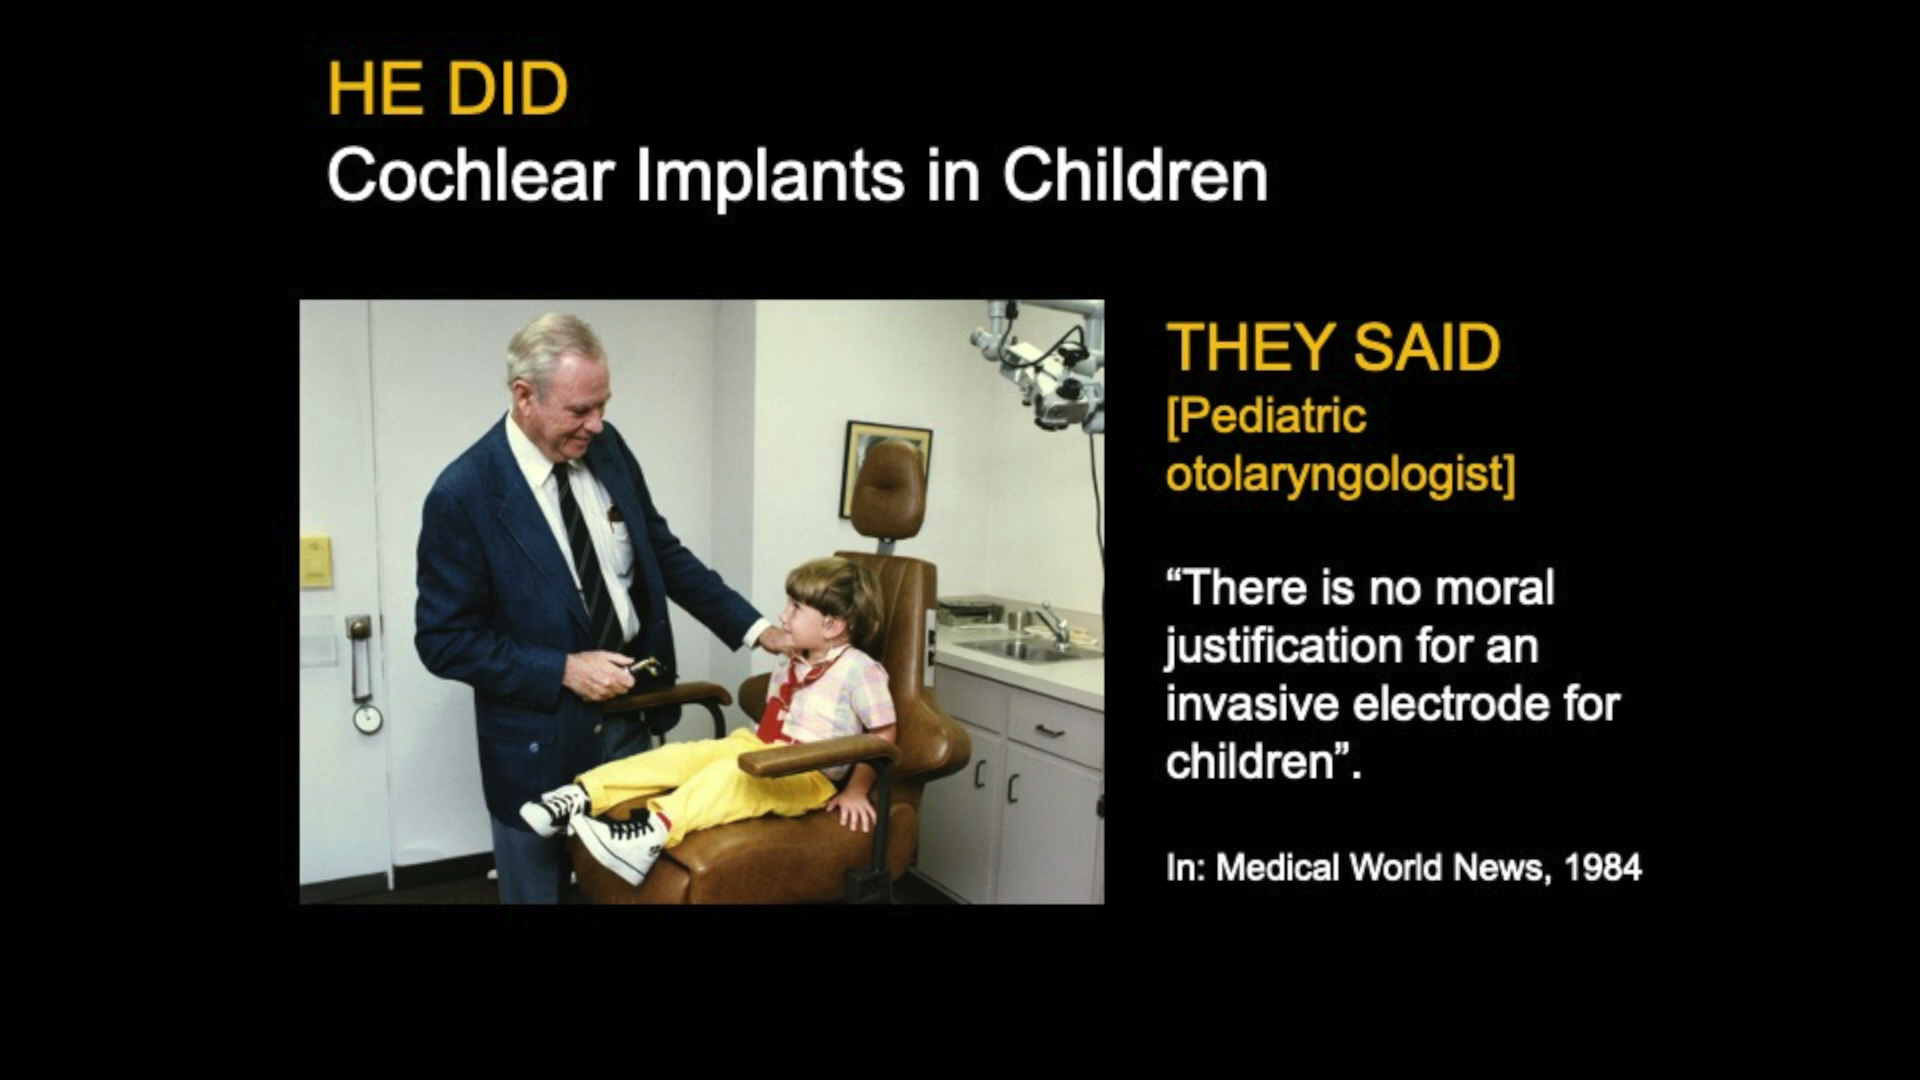 HE DID
Cochlear Implants in Children
THEY SAID
[Pediatric
otolaryngologist]
“There is no moral
justification for an
invasive electrode for
children”.
In: Medical World News, 1984